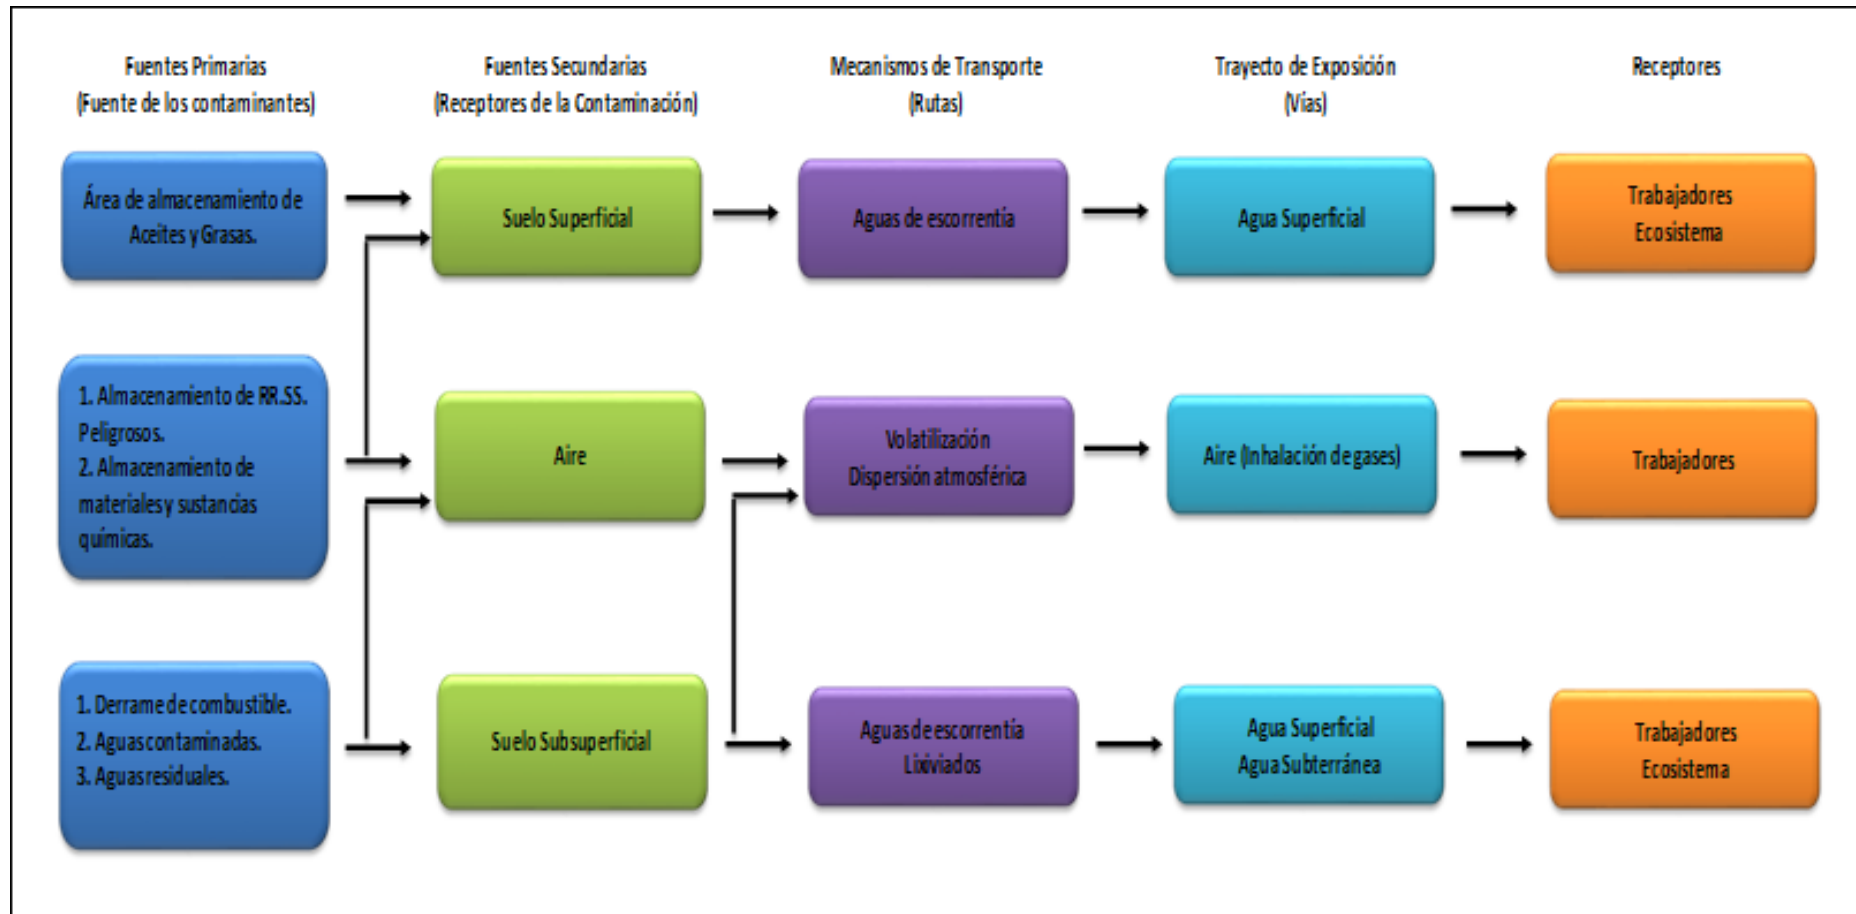 Fuentes Primarias
(Fuente de los contaminantes)
Fuentes Secundarias
(Receptores de la Contaminación)
Mecanismos de Transporte
(Rutas)
Trayecto de Exposición
(Vías)
Receptores
Área de almacenamiento de
Aceites y Grasas.
Suelo Superficial
Aguas de escorrentía
Agua Superficial
Trabajadores
Ecosistema
1. Almacenamiento de RR.SS.
Peligrosos.
2. Almacenamiento de
materiales y sustancias
químicas.
Aire
Volatilización
Dispersión atmosférica
Aire (Inhalación de gases)
Trabajadores
1. Derrame de combustible.
2. Aguas contaminadas.
3. Aguas residuales.
Suelo Subsuperficial
Aguas de escorrentía
Lixiviados
Agua Superficial
Agua Subterránea
Trabajadores
Ecosistema